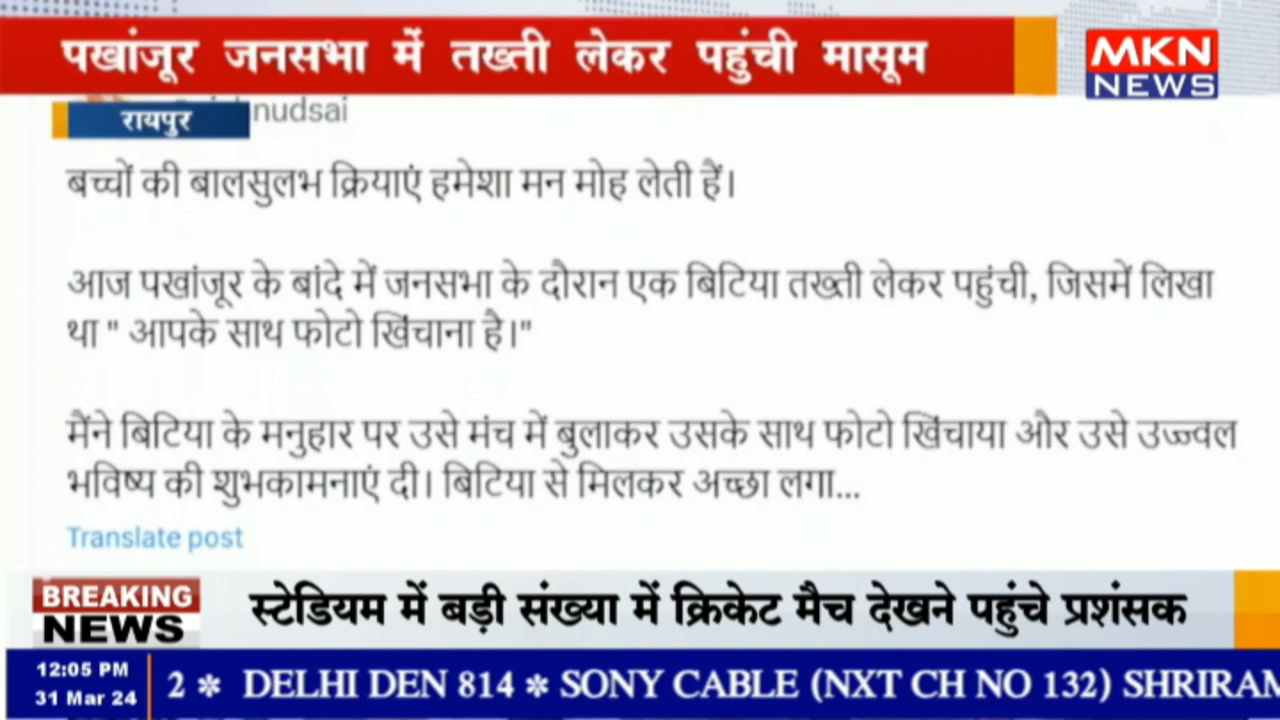 पखांजूर जनसभा में तख्ती लेकर पहुंची मासूम
MKN
NEWS
रायपुर
nudsai
बच्चों की बालसुलभ क्रियाएं हमेशा मन मोह लेती हैं।
आज पखांजूर के बांदे में जनसभा के दौरान एक बिटिया तख्ती लेकर पहुंची, जिसमें लिखा
था " आपके साथ फोटो खिंचाना है।"
मैंने बिटिया के मनुहार पर उसे मंच में बुलाकर उसके साथ फोटो खिंचाया और उसे उज्ज्वल
भविष्य की शुभकामनाएं दी। बिटिया से मिलकर अच्छा लगा...
Translate post
BREAKING
NEWS
स्टेडियम में बड़ी संख्या में क्रिकेट मैच देखने पहुंचे प्रशंसक
12:05 PM
31 Mar 24
2 * DELHI DEN 814 * SONY CABLE (NXT CH NO 132) SHRIRAM